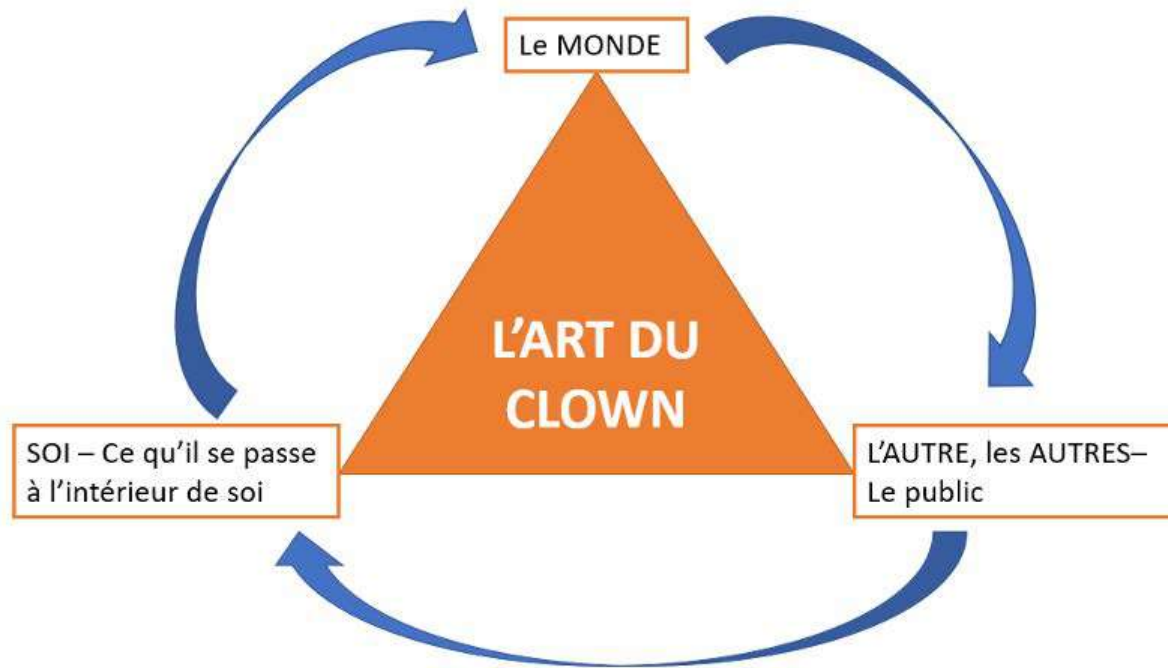 Le MONDE
L'ART DU
CLOWN
SOI – Ce qu'il se passe
à l'intérieur de soi
L'AUTRE, les AUTRES–
Le public